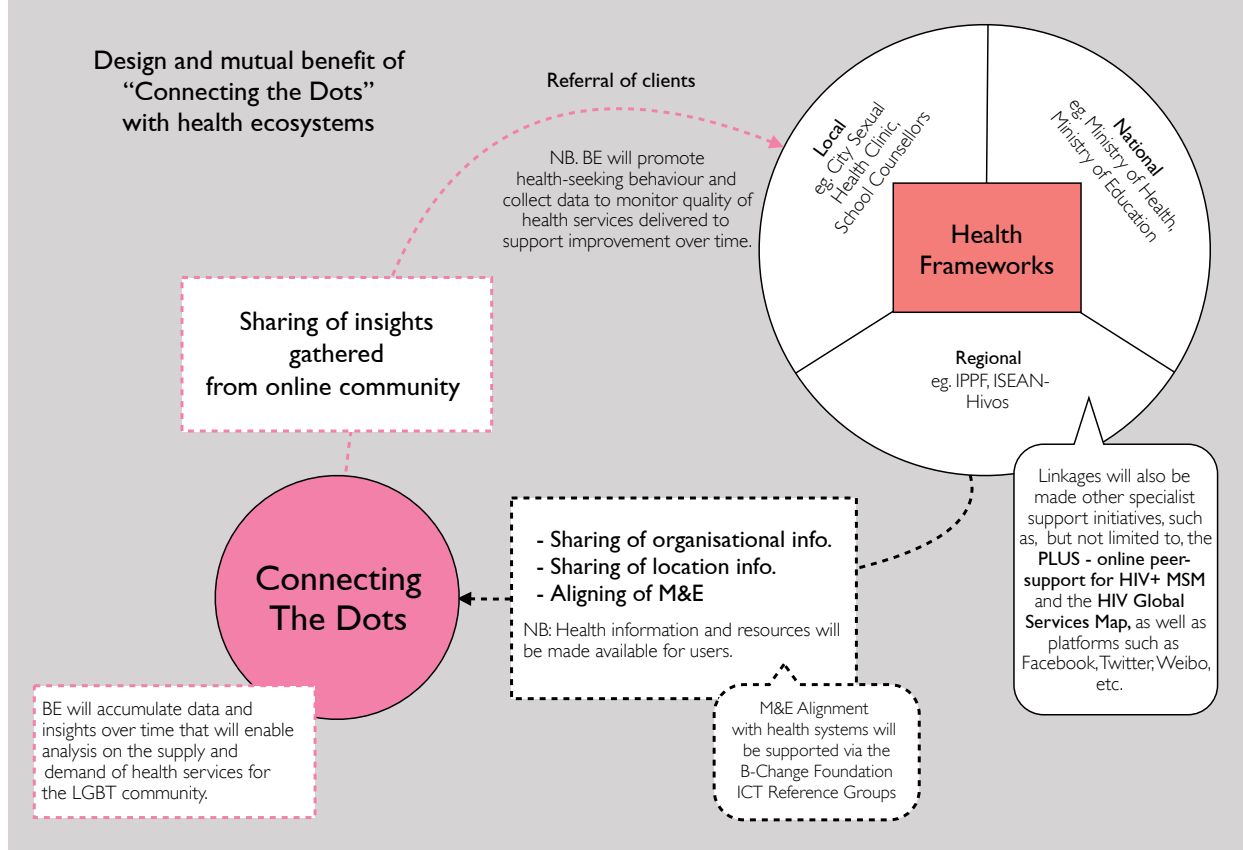 Design and mutual benefit of
“Connecting the Dots”
with health ecosystems
Referral of clients
NB. BE will promote
health-seeking behaviour and
collect data to monitor quality of
health services delivered to
support improvement over time.
Local
eg. City Sexual
Health Clinic,
School Counsellors
National
eg. Ministry of Health,
Ministry of Education
Health
Frameworks
Regional
eg. IPPF, ISEAN-
Hivos
Sharing of insights
gathered
from online community
Linkages will also be
made other specialist
support initiatives, such
as, but not limited to, the
PLUS - online peer-
support for HIV+ MSM
and the HIV Global
Services Map, as well as
platforms such as
Facebook, Twitter, Weibo,
etc.
- Sharing of organisational info.
- Sharing of location info.
- Aligning of M&E
NB: Health information and resources will
be made available for users.
Connecting
The Dots
BE will accumulate data and
insights over time that will enable
analysis on the supply and
demand of health services for
the LGBT community.
M&E Alignment
with health systems will
be supported via the
B-Change Foundation
ICT Reference Groups